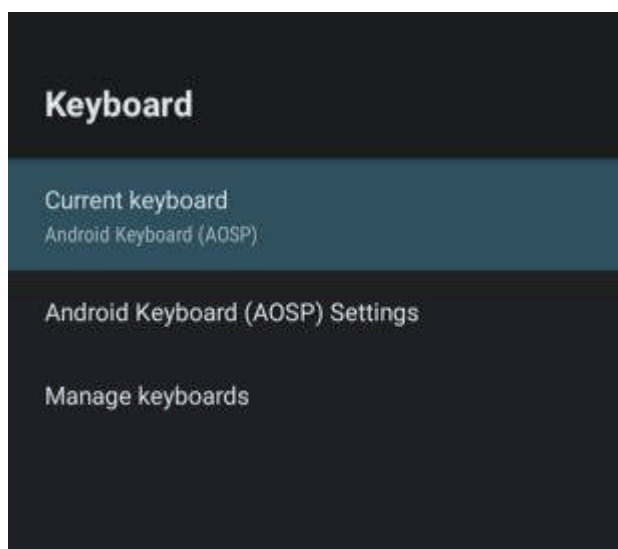 Keyboard
Current keyboard
Android Keyboard (AOSP)
Android Keyboard (AOSP) Settings
Manage keyboards